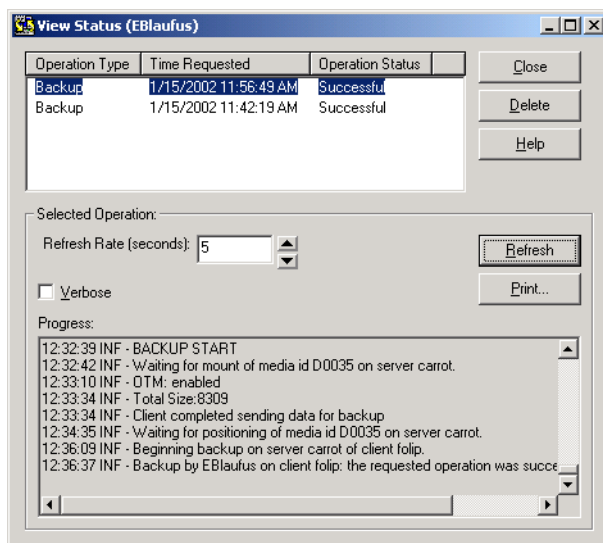 View Status (EBlaufus)
Operation Type Time Requested Operation Status
Backup 1/15/2002 11:56:49 AM Successful
Backup 1/15/2002 11:42:19 AM Successful
Close
Delete
Help
Selected Operation:
Refresh Rate (seconds): 5
Refresh
Verbose
Print...
Progress:
12:32:39 INF - BACKUP START
12:32:42 INF - Waiting for mount of media id D0035 on server carrot.
12:33:10 INF - OTM: enabled
12:33:34 INF - Total Size:8309
12:33:34 INF - Client completed sending data for backup
12:34:35 INF - Waiting for positioning of media id D0035 on server carrot.
12:36:09 INF - Beginning backup on server carrot of client folip.
12:36:37 INF - Backup by EBlaufus on client folip: the requested operation was succe